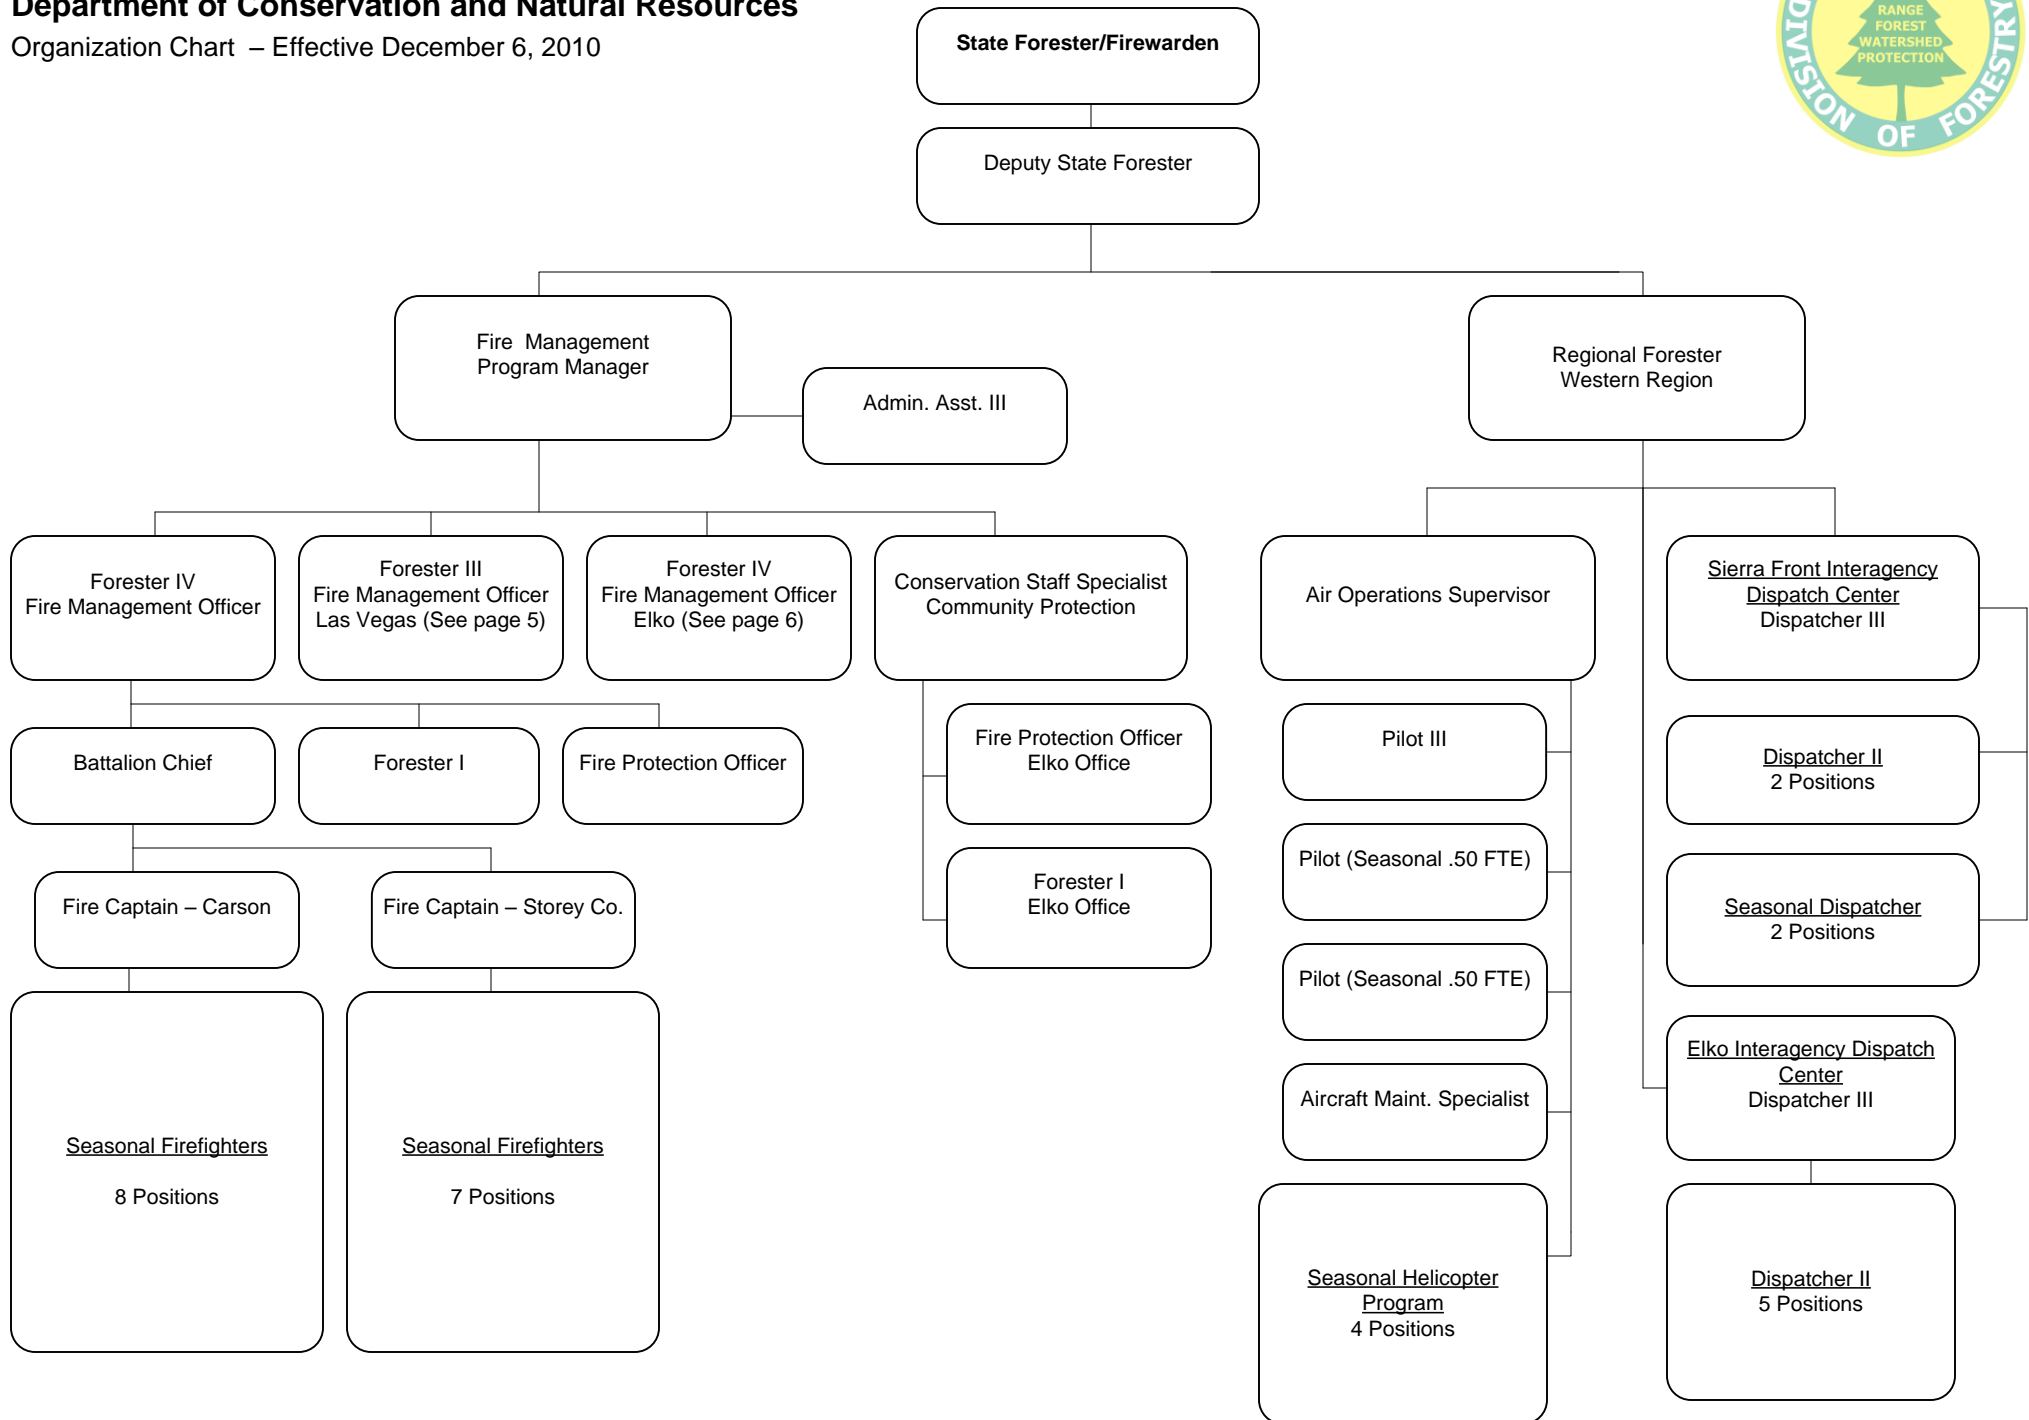 Department of Conservation and Natural Resources
Organization Chart – Effective December 6, 2010
State Forester/Firewarden
RANGE
FOREST
WATERSHED
PROTECTION
DIVISION OF FORESTRY
Deputy State Forester
Fire Management
Program Manager
Admin. Asst. III
Regional Forester
Western Region
Forester IV
Fire Management Officer
Forester III
Fire Management Officer
Las Vegas (See page 5)
Forester IV
Fire Management Officer
Elko (See page 6)
Conservation Staff Specialist
Community Protection
Air Operations Supervisor
Sierra Front Interagency
Dispatch Center
Dispatcher III
Battalion Chief
Forester I
Fire Protection Officer
Fire Protection Officer
Elko Office
Pilot III
Dispatcher II
2 Positions
Fire Captain – Carson
Fire Captain – Storey Co.
Forester I
Elko Office
Pilot (Seasonal .50 FTE)
Seasonal Dispatcher
2 Positions
Pilot (Seasonal .50 FTE)
Aircraft Maint. Specialist
Elko Interagency Dispatch
Center
Dispatcher III
Seasonal Firefighters
8 Positions
Seasonal Firefighters
7 Positions
Seasonal Helicopter
Program
4 Positions
Dispatcher II
5 Positions